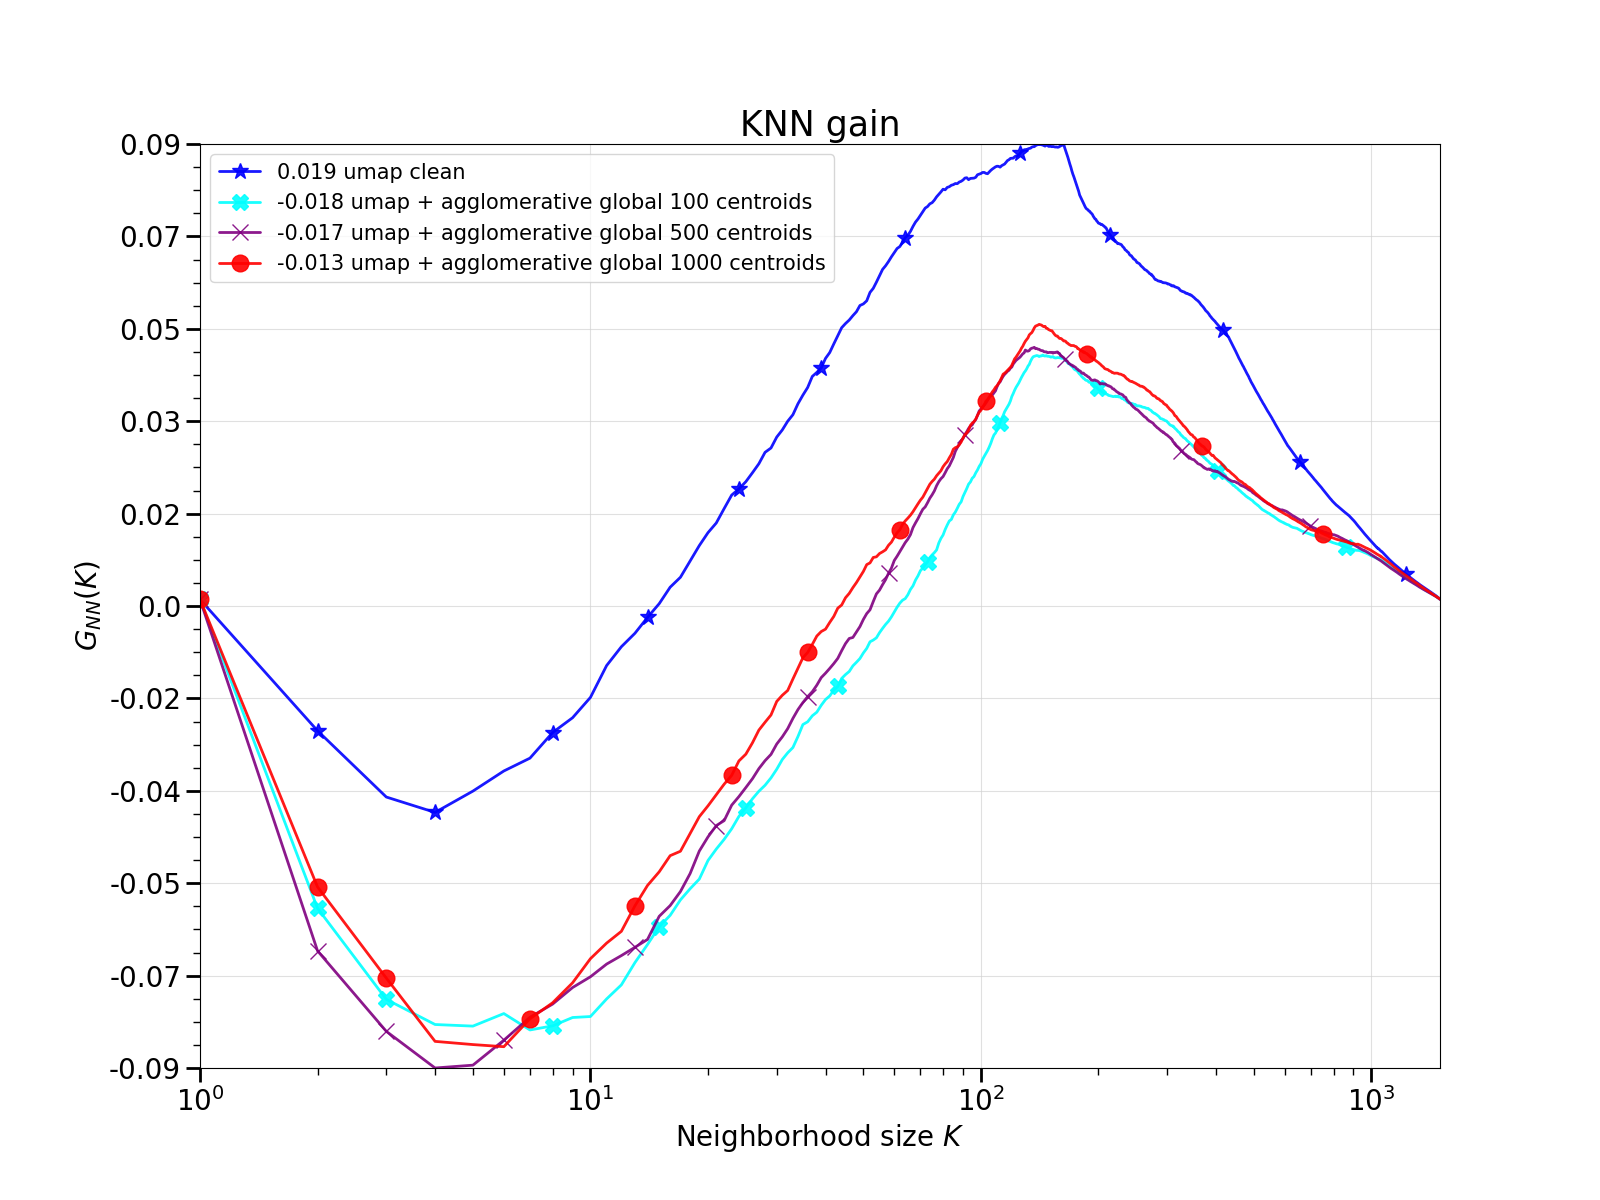 KNN gain
0.09
0.07
0.05
0.03
0.02
0.0
-0.02
-0.04
-0.05
-0.07
-0.09
G_{NN}(K)
0.019 umap clean
-0.018 umap + agglomerative global 100 centroids
-0.017 umap + agglomerative global 500 centroids
-0.013 umap + agglomerative global 1000 centroids
10^0
10^1
10^2
10^3
Neighborhood size K